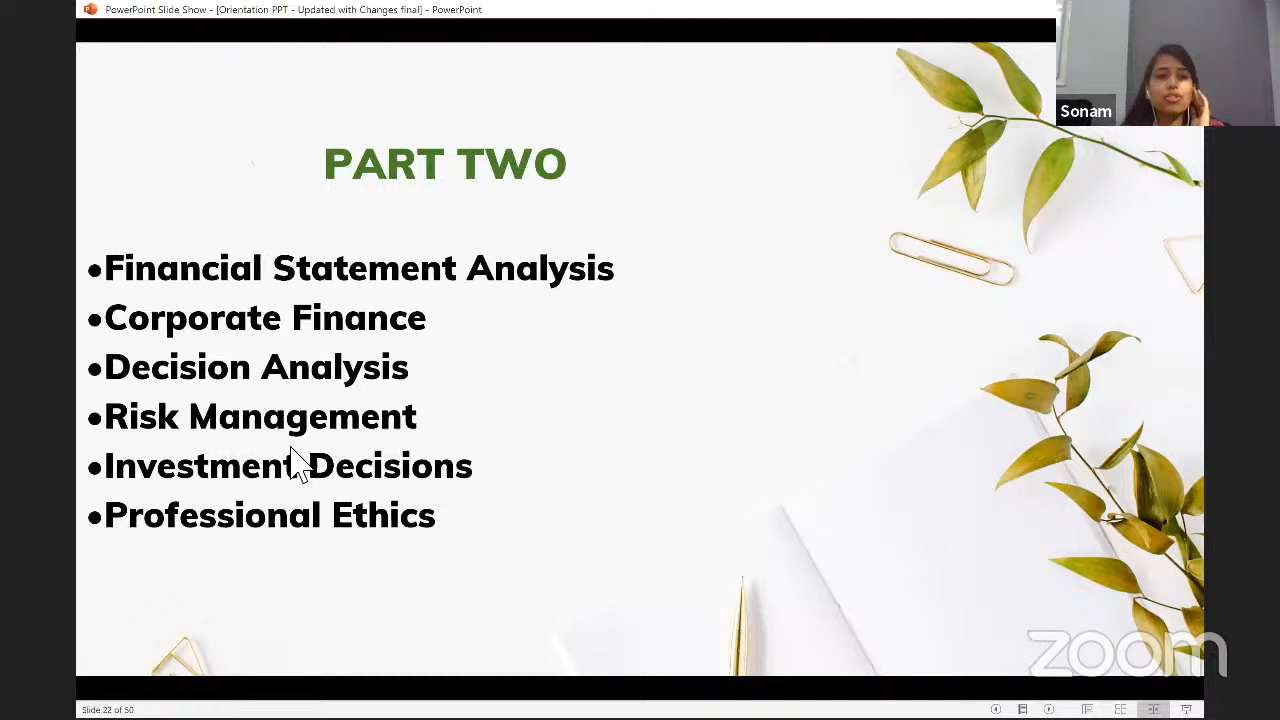 PowerPoint Slide Show - [Orientation PPT - Updated with Changes final] - PowerPoint
Sonam
PART TWO
•Financial Statement Analysis
•Corporate Finance
•Decision Analysis
•Risk Management
•Investment Decisions
•Professional Ethics
zoom
Slide 22 of 50